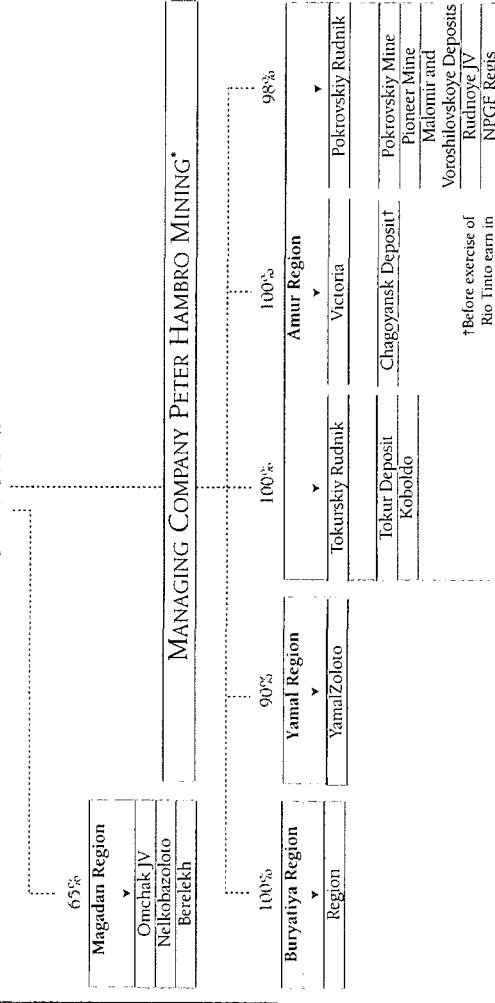 65%
Magadan Region
Omchak JV
Nelkobazoloto
Berelekh
MANAGING COMPANY PETER HAMBRO MINING*
100%
Buryatiya Region
Region
90%
Yamal Region
YamalZoloto
Amur Region
100%
Tokurskiy Rudnik
Tokur Deposit
Koboldo
100%
Victoria
Chagoyansk Deposit†
†Before exercise of
Rio Tinto earn in
98%
Pokrovskiy Rudnik
Pokrovskiy Mine
Pioneer Mine
Malomir and
Voroshilovskoye Deposits
Rudnoye JV
NPGF Regis